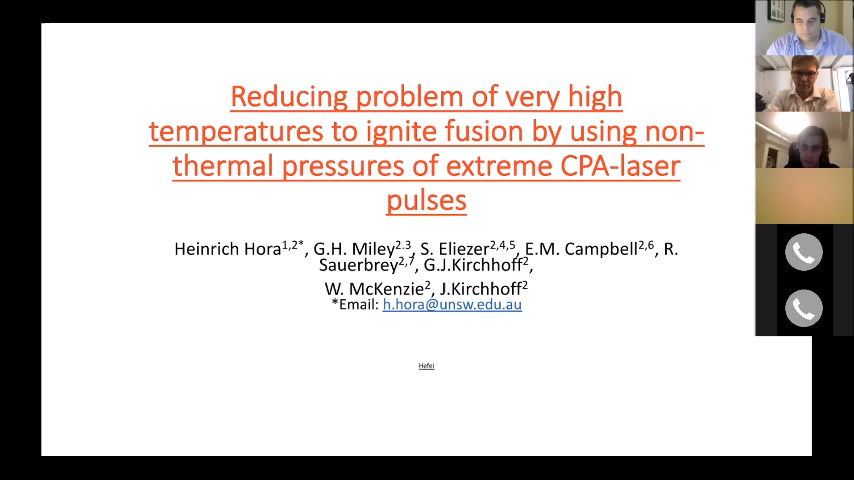 Reducing problem of very high
temperatures to ignite fusion by using non-
thermal pressures of extreme CPA-laser
pulses
Heinrich Hora1,2*, G.H. Miley2.3, S. Eliezer2,4,5, E.M. Campbell2,6, R.
Sauerbrey2,7, G.J.Kirchhoff2,
W. McKenzie2, J.Kirchhoff2
*Email: h.hora@unsw.edu.au
Hefei